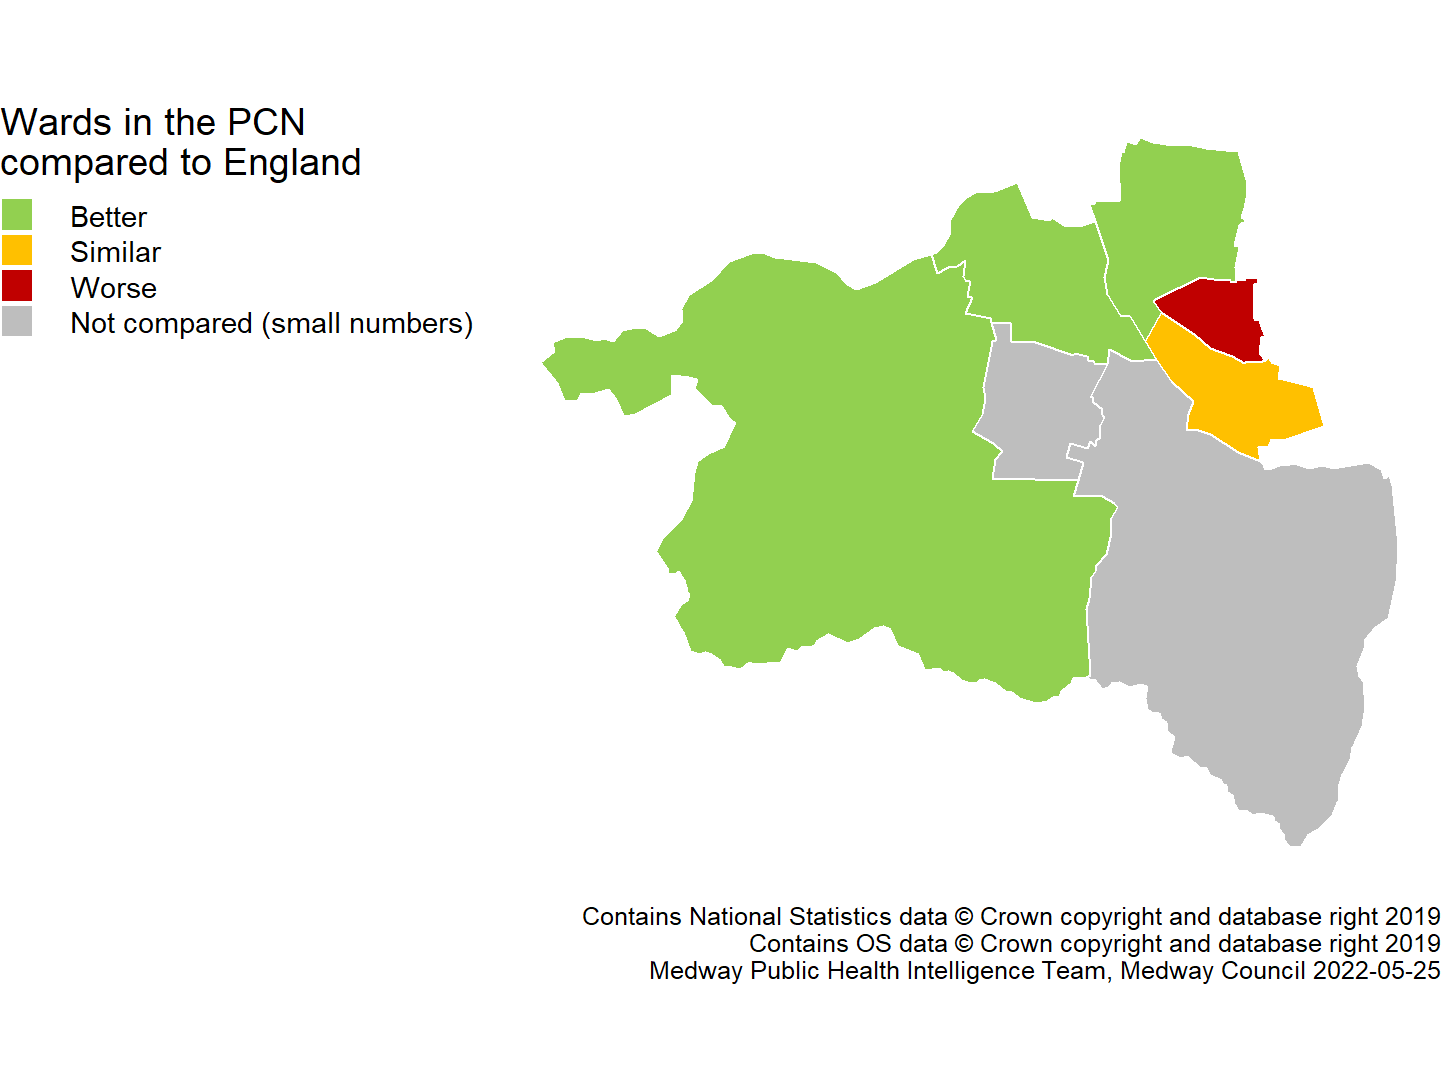 Wards in the PCN
compared to England
Better
Similar
Worse
Not compared (small numbers)
Contains National Statistics data © Crown copyright and database right 2019
Contains OS data © Crown copyright and database right 2019
Medway Public Health Intelligence Team, Medway Council 2022-05-25